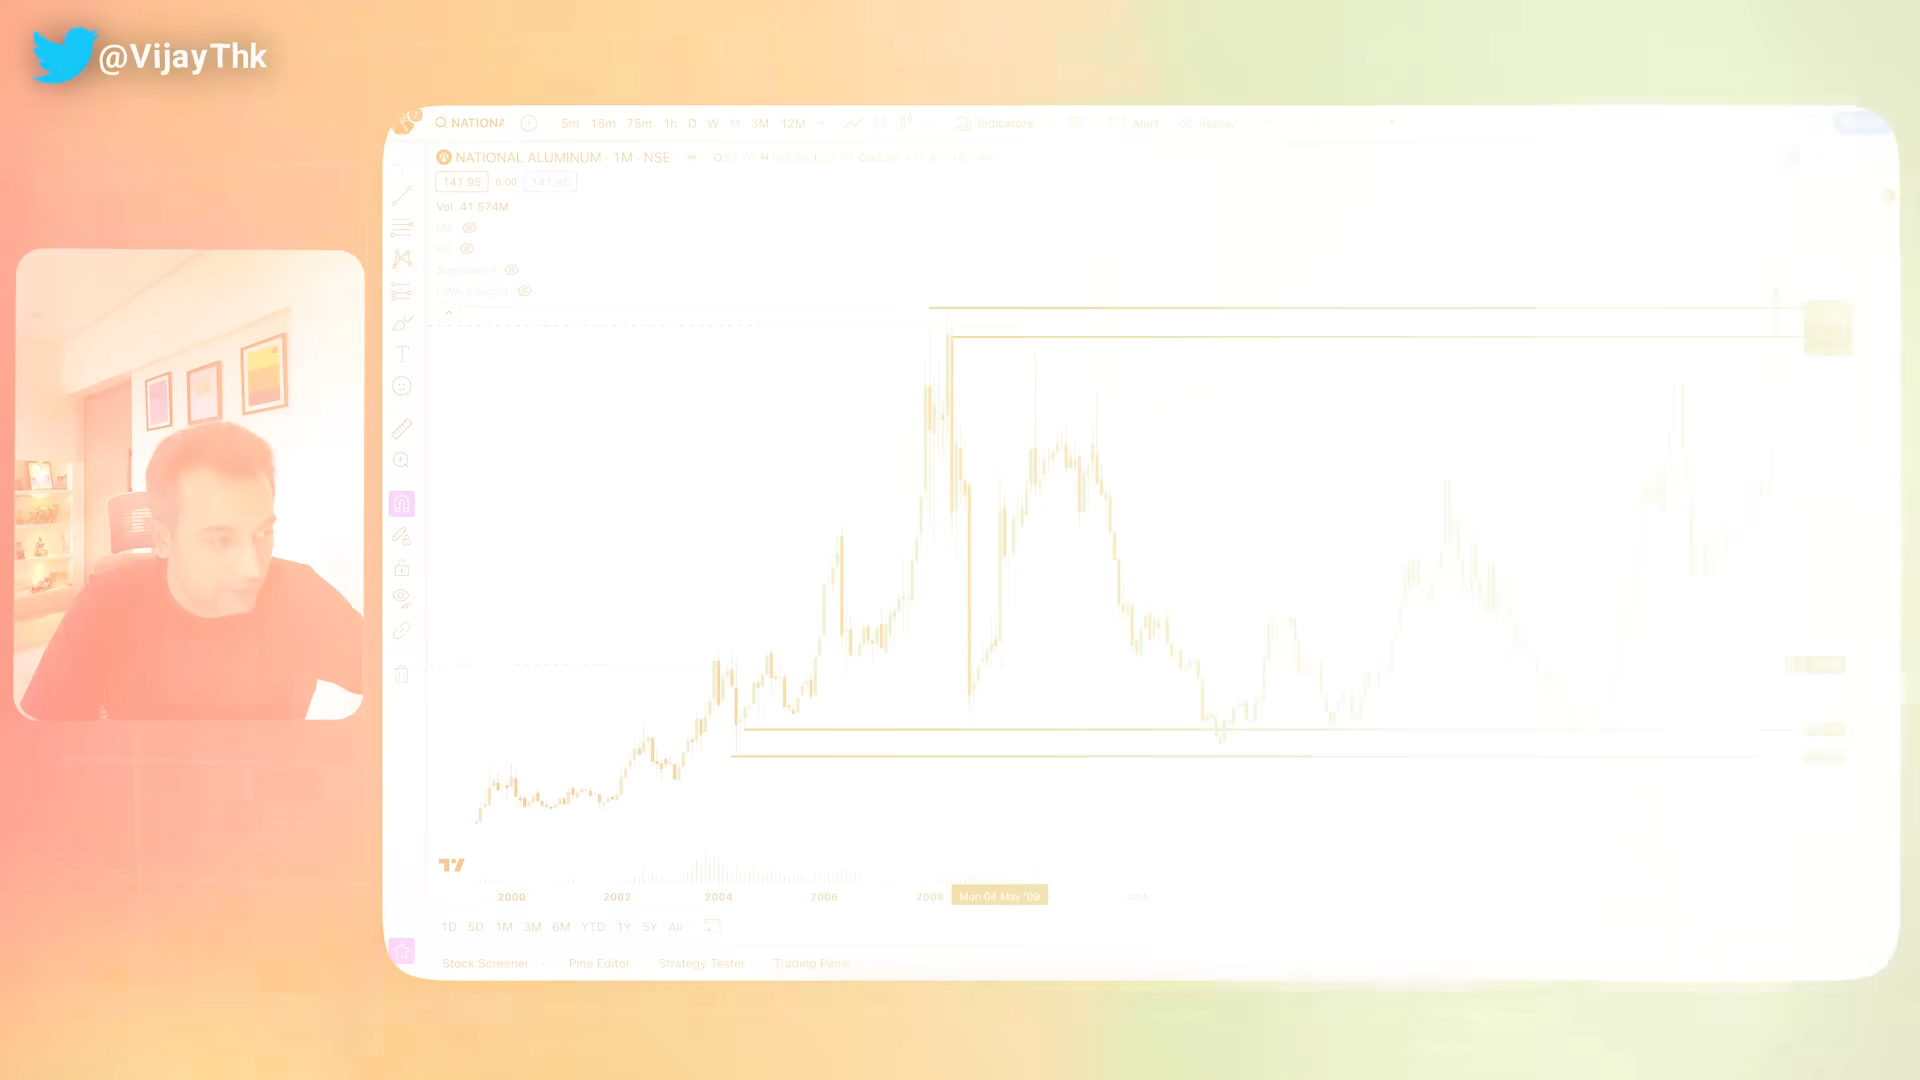 @VijayThk
NATIONA
5m 15m 75m 1h D W M 3M 12M
Indicators
Alert
Replay
NATIONAL ALUMINUM · 1M · NSE
141.95 0.00 141.95
Vol 41.574M
MA
2000 2002 2004 2006 2008 Mon 04 May '09
1D 5D 1M 3M 6M YTD 1Y 5Y All
Stock Screener Pine Editor Strategy Tester Trading Panel